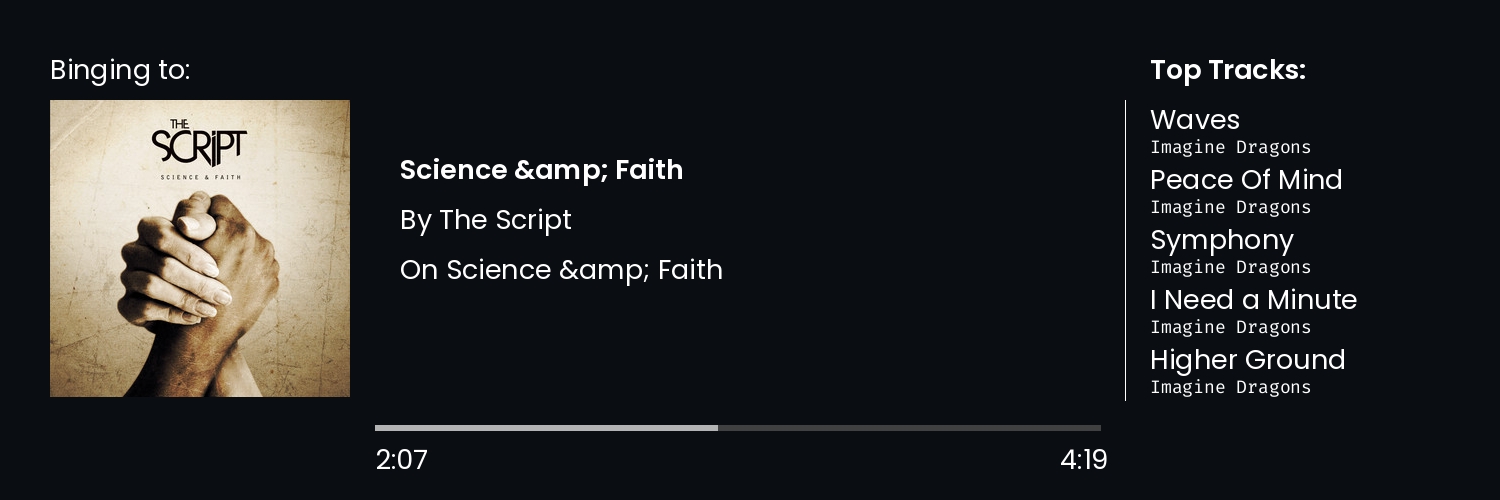 Binging to:
THE
SCRiPT
SCIENCE & FAITH
Science &amp; Faith
By The Script
On Science &amp; Faith
2:07
4:19
Top Tracks:
Waves
Imagine Dragons
Peace Of Mind
Imagine Dragons
Symphony
Imagine Dragons
I Need a Minute
Imagine Dragons
Higher Ground
Imagine Dragons